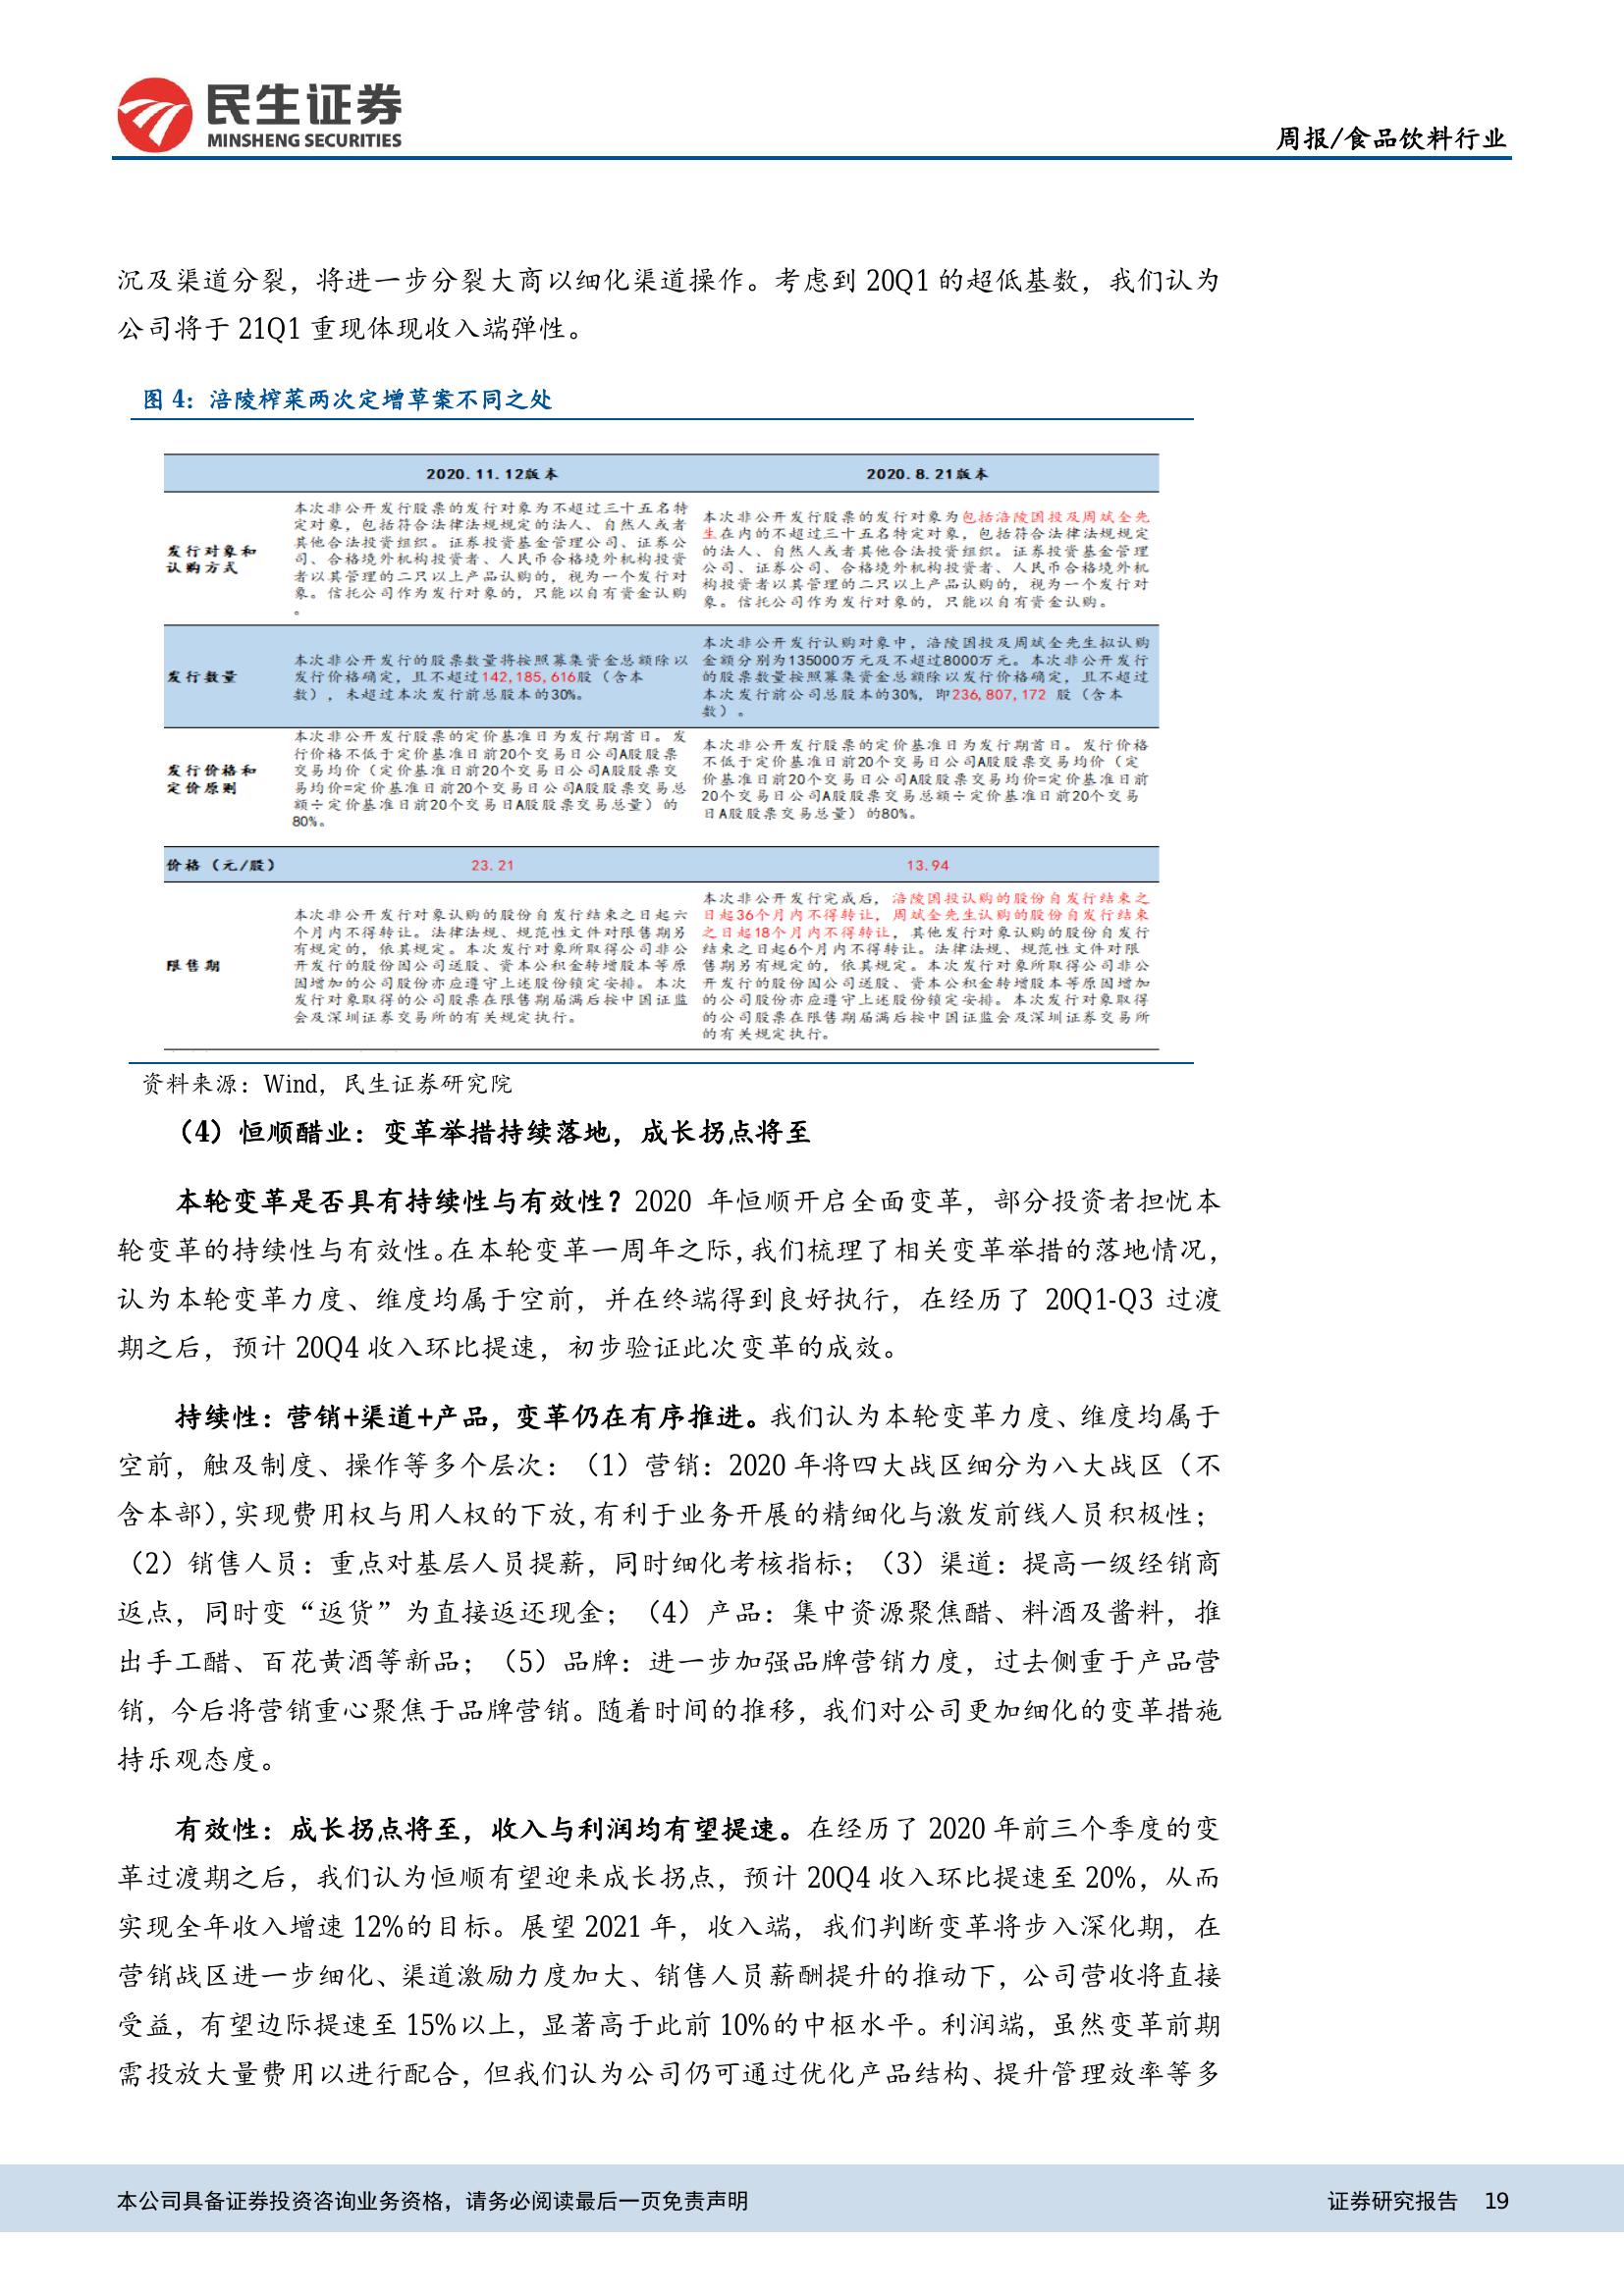 民生证券
MINSHENG SECURITIES
周报/食品饮料行业
沉及渠道分裂，将进一步分裂大商以细化渠道操作。考虑到 20Q1 的超低基数，我们认为
公司将于 21Q1 重现体现收入端弹性。
图 4：涪陵榨菜两次定增草案不同之处
2020.11.12版本
2020.8.21版本
发行对象和
认购方式
本次非公开发行股票的发行对象为不超过三十五名特
定对象，包括符合法律法规规定的法人、自然人或者
其他合法投资组织。证券投资基金管理公司、证券公
司、合格境外机构投资者、人民币合格境外机构投资
者以其管理的二只以上产品认购的，视为一个发行对
象。信托公司作为发行对象的，只能以自有资金认购
。
本次非公开发行股票的发行对象为包括涪陵国投及周斌全先
生在内的不超过三十五名特定对象，包括符合法律法规规定
的法人、自然人或者其他合法投资组织。证券投资基金管理
公司、证券公司、合格境外机构投资者、人民币合格境外机
构投资者以其管理的二只以上产品认购的，视为一个发行对
象。信托公司作为发行对象的，只能以自有资金认购。
发行数量
本次非公开发行的股票数量将按照募集资金总额除以
发行价格确定，且不超过142,185,616股（含本
数），未超过本次发行前总股本的30%。
本次非公开发行认购对象中，涪陵国投及周斌全先生拟认购
金额分别为135000万元及不超过8000万元。本次非公开发行
的股票数量按照募集资金总额除以发行价格确定，且不超过
本次发行前公司总股本的30%，即236,807,172 股（含本
数）。
发行价格和
定价原则
本次非公开发行股票的定价基准日为发行期首日。发
行价格不低于定价基准日前20个交易日公司A股股票
交易均价（定价基准日前20个交易日公司A股股票交
易均价=定价基准日前20个交易日公司A股股票交易总
额÷定价基准日前20个交易日A股股票交易总量）的
80%。
本次非公开发行股票的定价基准日为发行期首日。发行价格
不低于定价基准日前20个交易日公司A股股票交易均价（定
价基准日前20个交易日公司A股股票交易均价=定价基准日前
20个交易日公司A股股票交易总额÷定价基准日前20个交易
日A股股票交易总量）的80%。
价格（元/股）
23.21
13.94
限售期
本次非公开发行对象认购的股份自发行结束之日起六
个月内不得转让。法律法规、规范性文件对限售期另
有规定的，依其规定。本次发行对象所取得公司非公
开发行的股份因公司送股、资本公积金转增股本等原
因增加的公司股份亦应遵守上述股份锁定安排。本次
发行对象取得的公司股票在限售期届满后按中国证监
会及深圳证券交易所的有关规定执行。
本次非公开发行完成后，涪陵国投认购的股份自发行结束之
日起36个月内不得转让，周斌全先生认购的股份自发行结束
之日起18个月内不得转让，其他发行对象认购的股份自发行
结束之日起6个月内不得转让。法律法规、规范性文件对限
售期另有规定的，依其规定。本次发行对象所取得公司非公
开发行的股份因公司送股、资本公积金转增股本等原因增加
的公司股份亦应遵守上述股份锁定安排。本次发行对象取得
的公司股票在限售期届满后按中国证监会及深圳证券交易所
的有关规定执行。
资料来源：Wind，民生证券研究院
（4）恒顺醋业：变革举措持续落地，成长拐点将至
本轮变革是否具有持续性与有效性？2020 年恒顺开启全面变革，部分投资者担忧本
轮变革的持续性与有效性。在本轮变革一周年之际，我们梳理了相关变革举措的落地情况，
认为本轮变革力度、维度均属于空前，并在终端得到良好执行，在经历了 20Q1-Q3 过渡
期之后，预计 20Q4 收入环比提速，初步验证此次变革的成效。
持续性：营销+渠道+产品，变革仍在有序推进。我们认为本轮变革力度、维度均属于
空前，触及制度、操作等多个层次：（1）营销：2020 年将四大战区细分为八大战区（不
含本部），实现费用权与用人权的下放，有利于业务开展的精细化与激发前线人员积极性；
（2）销售人员：重点对基层人员提薪，同时细化考核指标；（3）渠道：提高一级经销商
返点，同时变“返货”为直接返还现金；（4）产品：集中资源聚焦醋、料酒及酱料，推
出手工醋、百花黄酒等新品；（5）品牌：进一步加强品牌营销力度，过去侧重于产品营
销，今后将营销重心聚焦于品牌营销。随着时间的推移，我们对公司更加细化的变革措施
持乐观态度。
有效性：成长拐点将至，收入与利润均有望提速。在经历了 2020 年前三个季度的变
革过渡期之后，我们认为恒顺有望迎来成长拐点，预计 20Q4 收入环比提速至 20%，从而
实现全年收入增速 12%的目标。展望 2021 年，收入端，我们判断变革将步入深化期，在
营销战区进一步细化、渠道激励力度加大、销售人员薪酬提升的推动下，公司营收将直接
受益，有望边际提速至 15%以上，显著高于此前 10%的中枢水平。利润端，虽然变革前期
需投放大量费用以进行配合，但我们认为公司仍可通过优化产品结构、提升管理效率等多
本公司具备证券投资咨询业务资格，请务必阅读最后一页免责声明
证券研究报告 19